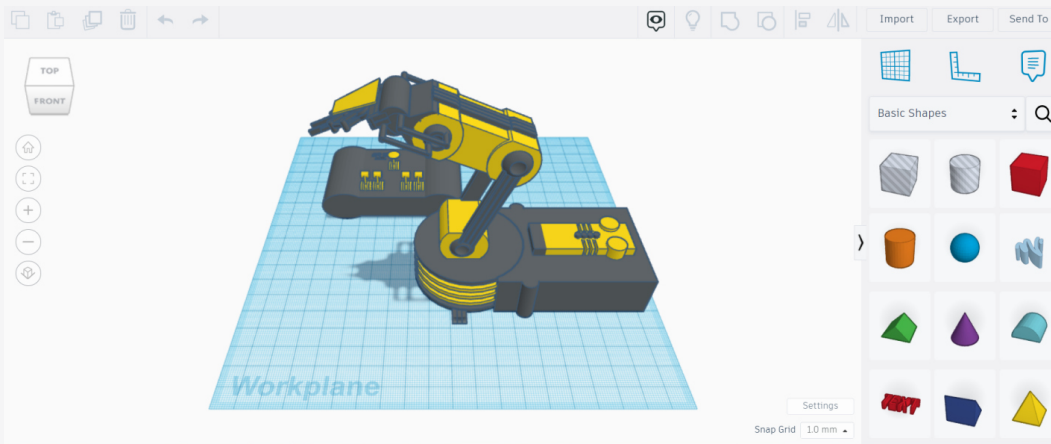 Import Export Send To
TOP
FRONT
Basic Shapes
Workplane
Settings
Snap Grid 1.0 mm